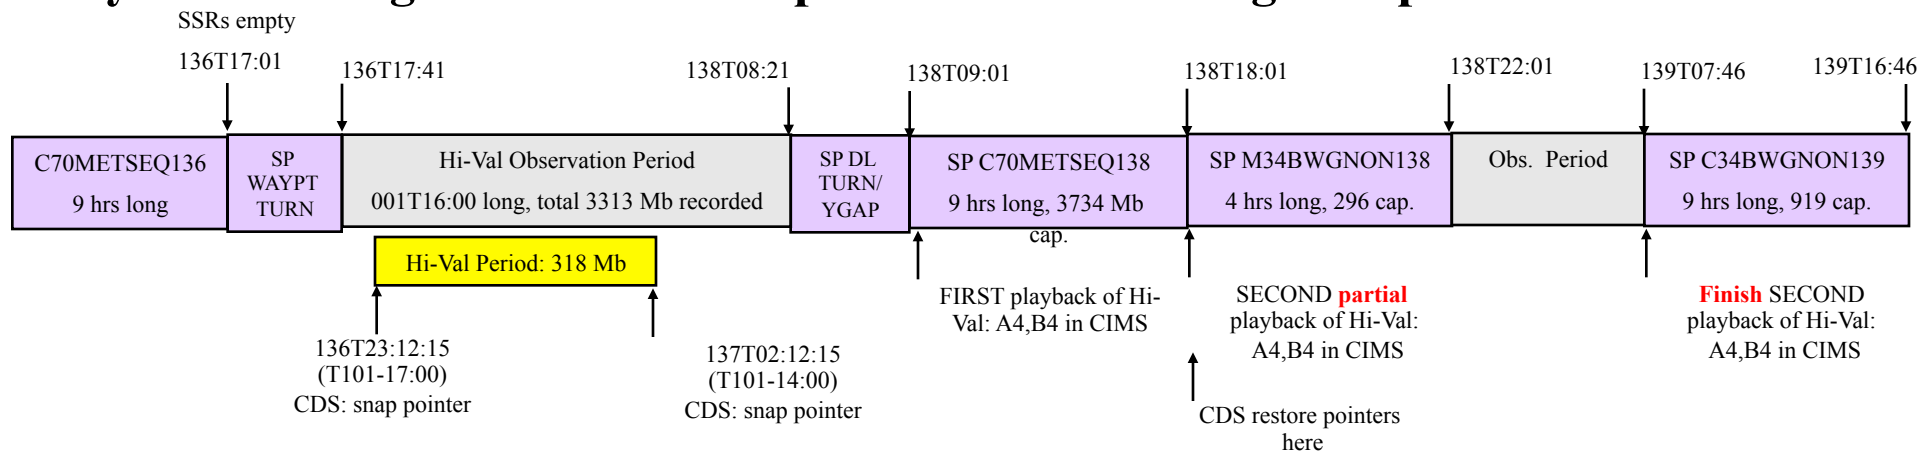 SSRs empty
136T17:01
136T17:41
138T08:21
138T09:01
138T18:01
138T22:01
139T07:46
139T16:46
C70METSEQ136
9 hrs long
SP
WAYPT
TURN
Hi-Val Observation Period
001T16:00 long, total 3313 Mb recorded
SP DL
TURN/
YGAP
SP C70METSEQ138
9 hrs long, 3734 Mb
cap.
SP M34BWGNON138
4 hrs long, 296 cap.
Obs. Period
SP C34BWGNON139
9 hrs long, 919 cap.
Hi-Val Period: 318 Mb
136T23:12:15
(T101-17:00)
CDS: snap pointer
137T02:12:15
(T101-14:00)
CDS: snap pointer
FIRST playback of Hi-
Val: A4,B4 in CIMS
SECOND partial
playback of Hi-Val:
A4,B4 in CIMS
CDS restore pointers
here
Finish SECOND
playback of Hi-Val:
A4,B4 in CIMS